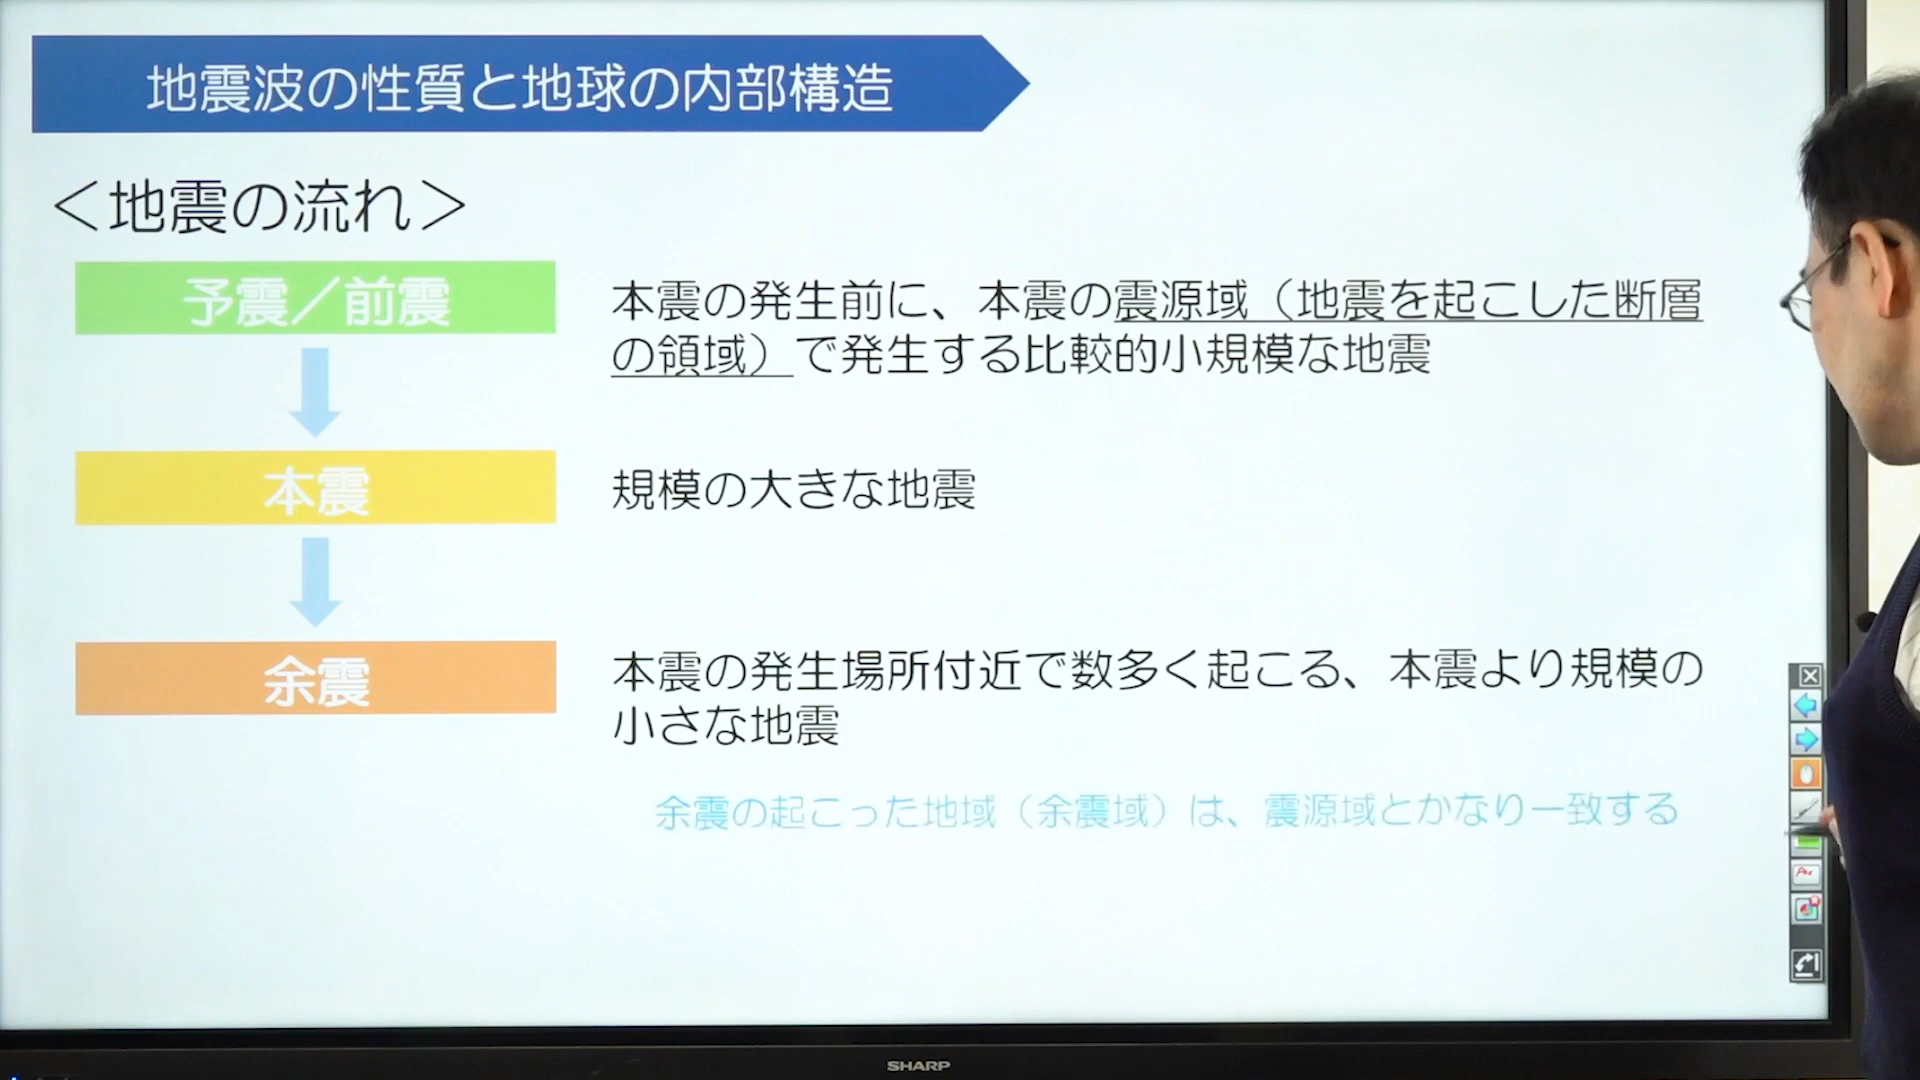 地震波の性質と地球の内部構造
＜地震の流れ＞
予震／前震
本震の発生前に、本震の震源域（地震を起こした断層
の領域）で発生する比較的小規模な地震
本震
規模の大きな地震
余震
本震の発生場所付近で数多く起こる、本震より規模の
小さな地震
余震の起こった地域（余震域）は、震源域とかなり一致する
SHARP